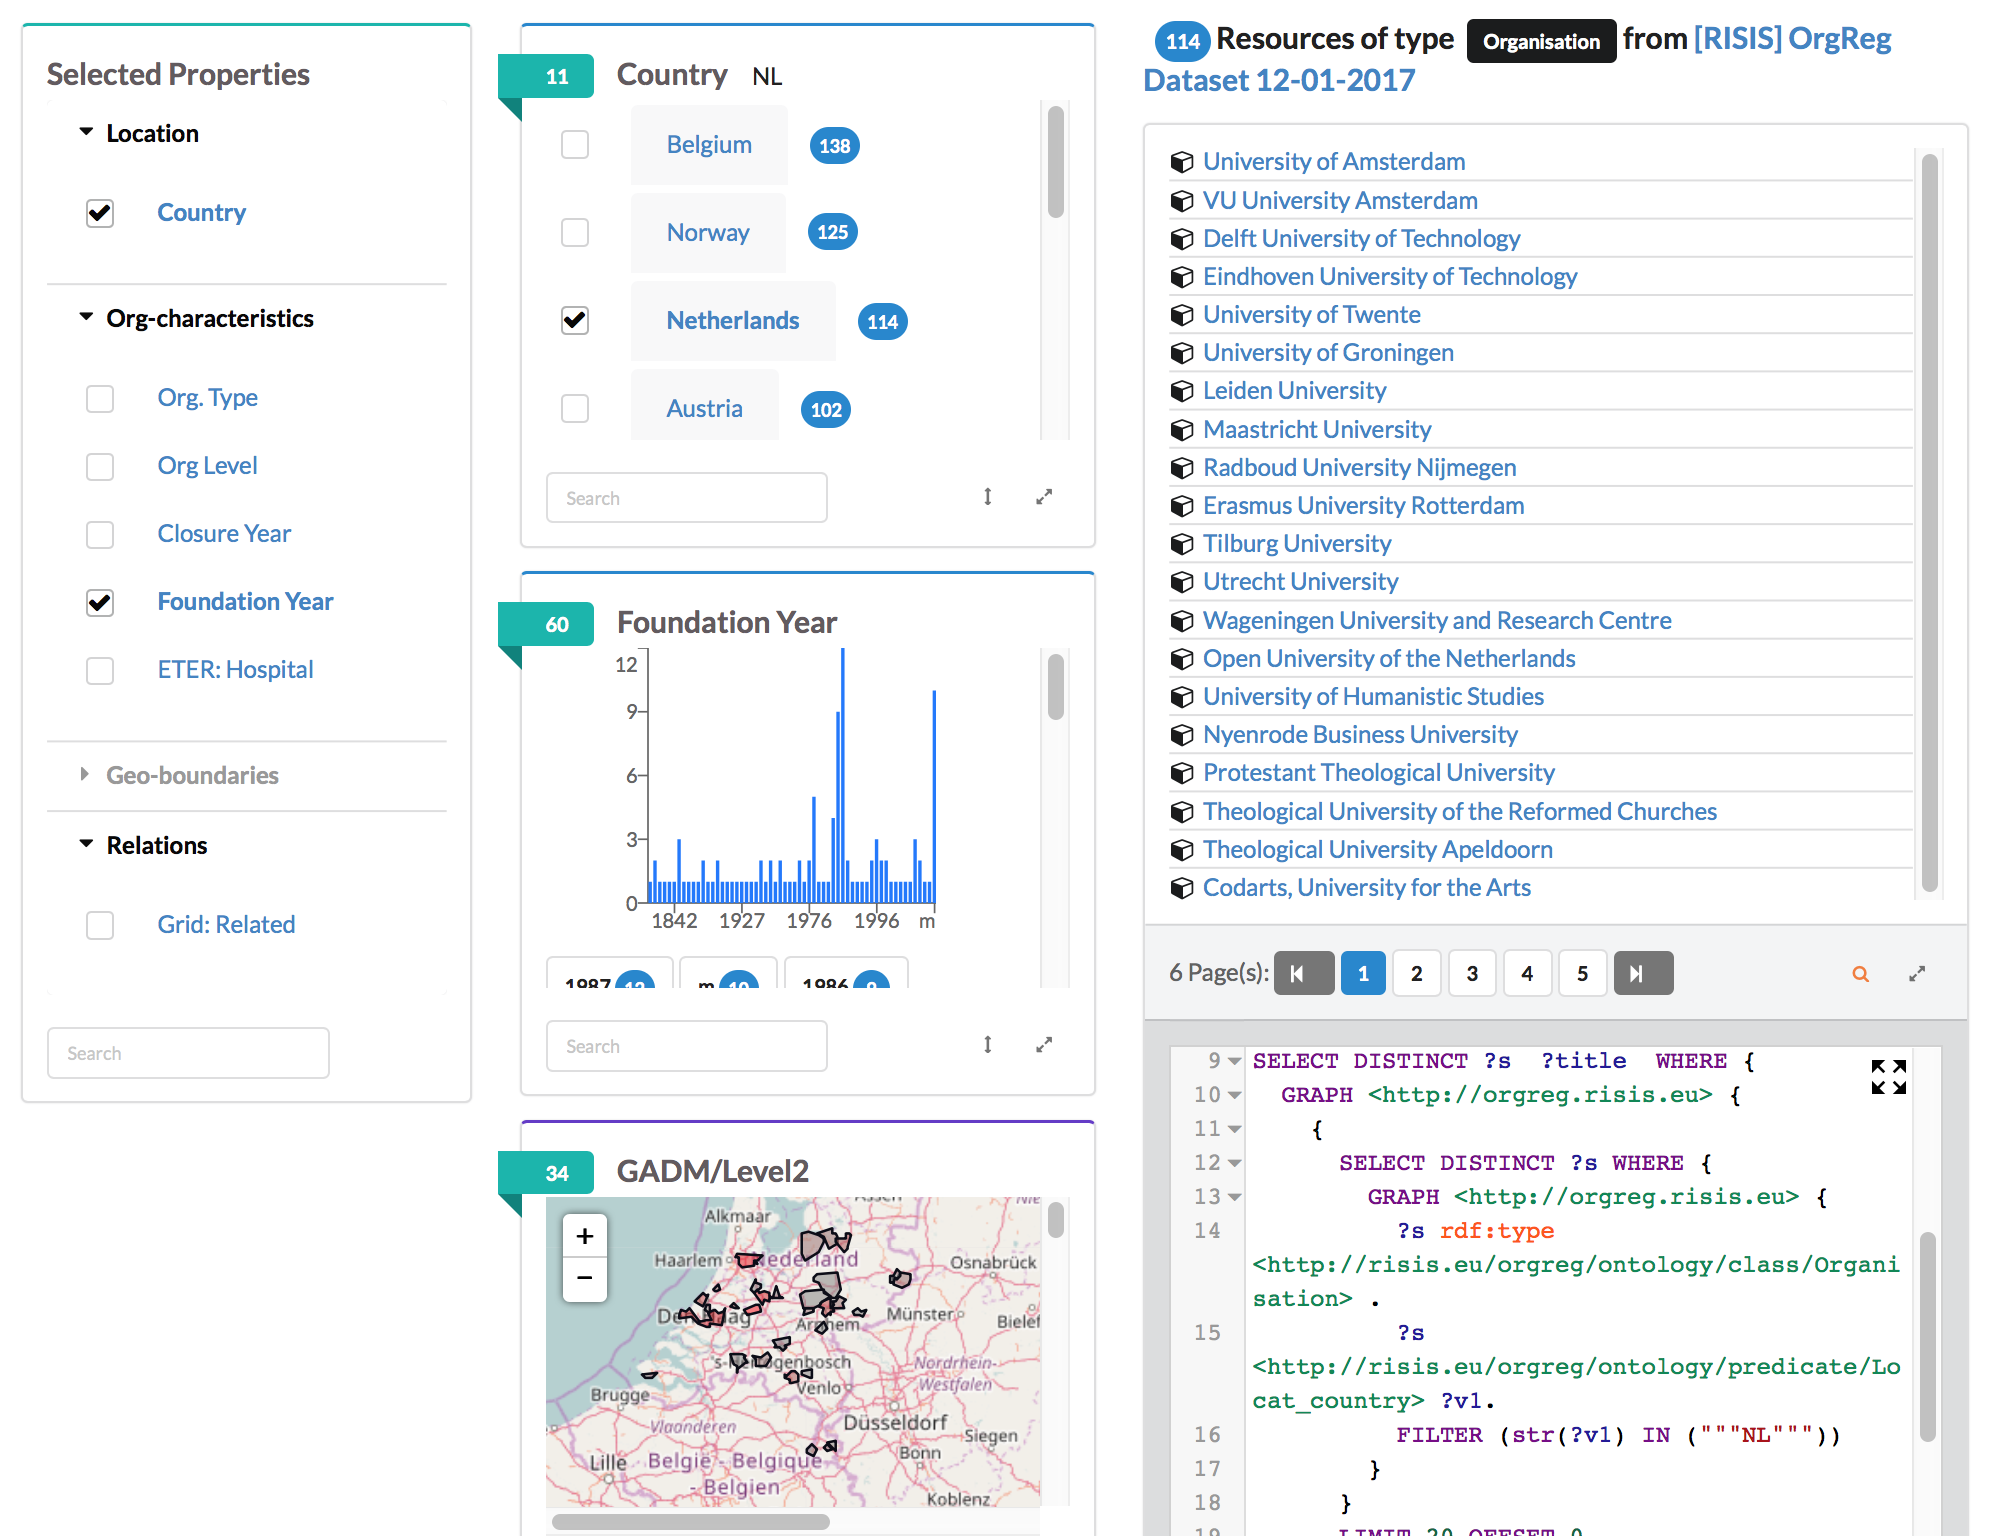 Selected Properties
Location
Country
Org-characteristics
Org. Type
Org Level
Closure Year
Foundation Year
ETER: Hospital
Geo-boundaries
Relations
Grid: Related
Search
11
Country NL
Belgium 138
Norway 125
Netherlands 114
Austria 102
Search
60
Foundation Year
12
9
6
3
0
1842 1927 1976 1996 m
1987 12 m 10 1986 9
Search
34
GADM/Level2
+
−
Alkmaar
Haarlem
Nederland
Osnabrück
Den Haag
Arnhem
Münster
Bielef
's-Hertogenbosch
Nordrhein-
Westfalen
Venlo
Brugge
Vlaanderen
Düsseldorf
Siegen
Bonn
Lille
België - Belgique
- Belgien
Koblenz
114 Resources of type Organisation from [RISIS] OrgReg
Dataset 12-01-2017
University of Amsterdam
VU University Amsterdam
Delft University of Technology
Eindhoven University of Technology
University of Twente
University of Groningen
Leiden University
Maastricht University
Radboud University Nijmegen
Erasmus University Rotterdam
Tilburg University
Utrecht University
Wageningen University and Research Centre
Open University of the Netherlands
University of Humanistic Studies
Nyenrode Business University
Protestant Theological University
Theological University of the Reformed Churches
Theological University Apeldoorn
Codarts, University for the Arts
6 Page(s): 1 2 3 4 5
9 SELECT DISTINCT ?s ?title WHERE {
10 GRAPH <http://orgreg.risis.eu> {
11 {
12 SELECT DISTINCT ?s WHERE {
13 GRAPH <http://orgreg.risis.eu> {
14 ?s rdf:type
<http://risis.eu/orgreg/ontology/class/Organi
sation> .
15 ?s
<http://risis.eu/orgreg/ontology/predicate/Lo
cat_country> ?v1.
16 FILTER (str(?v1) IN ("""NL"""))
17 }
18 }
19 LIMIT 20 OFFSET 0